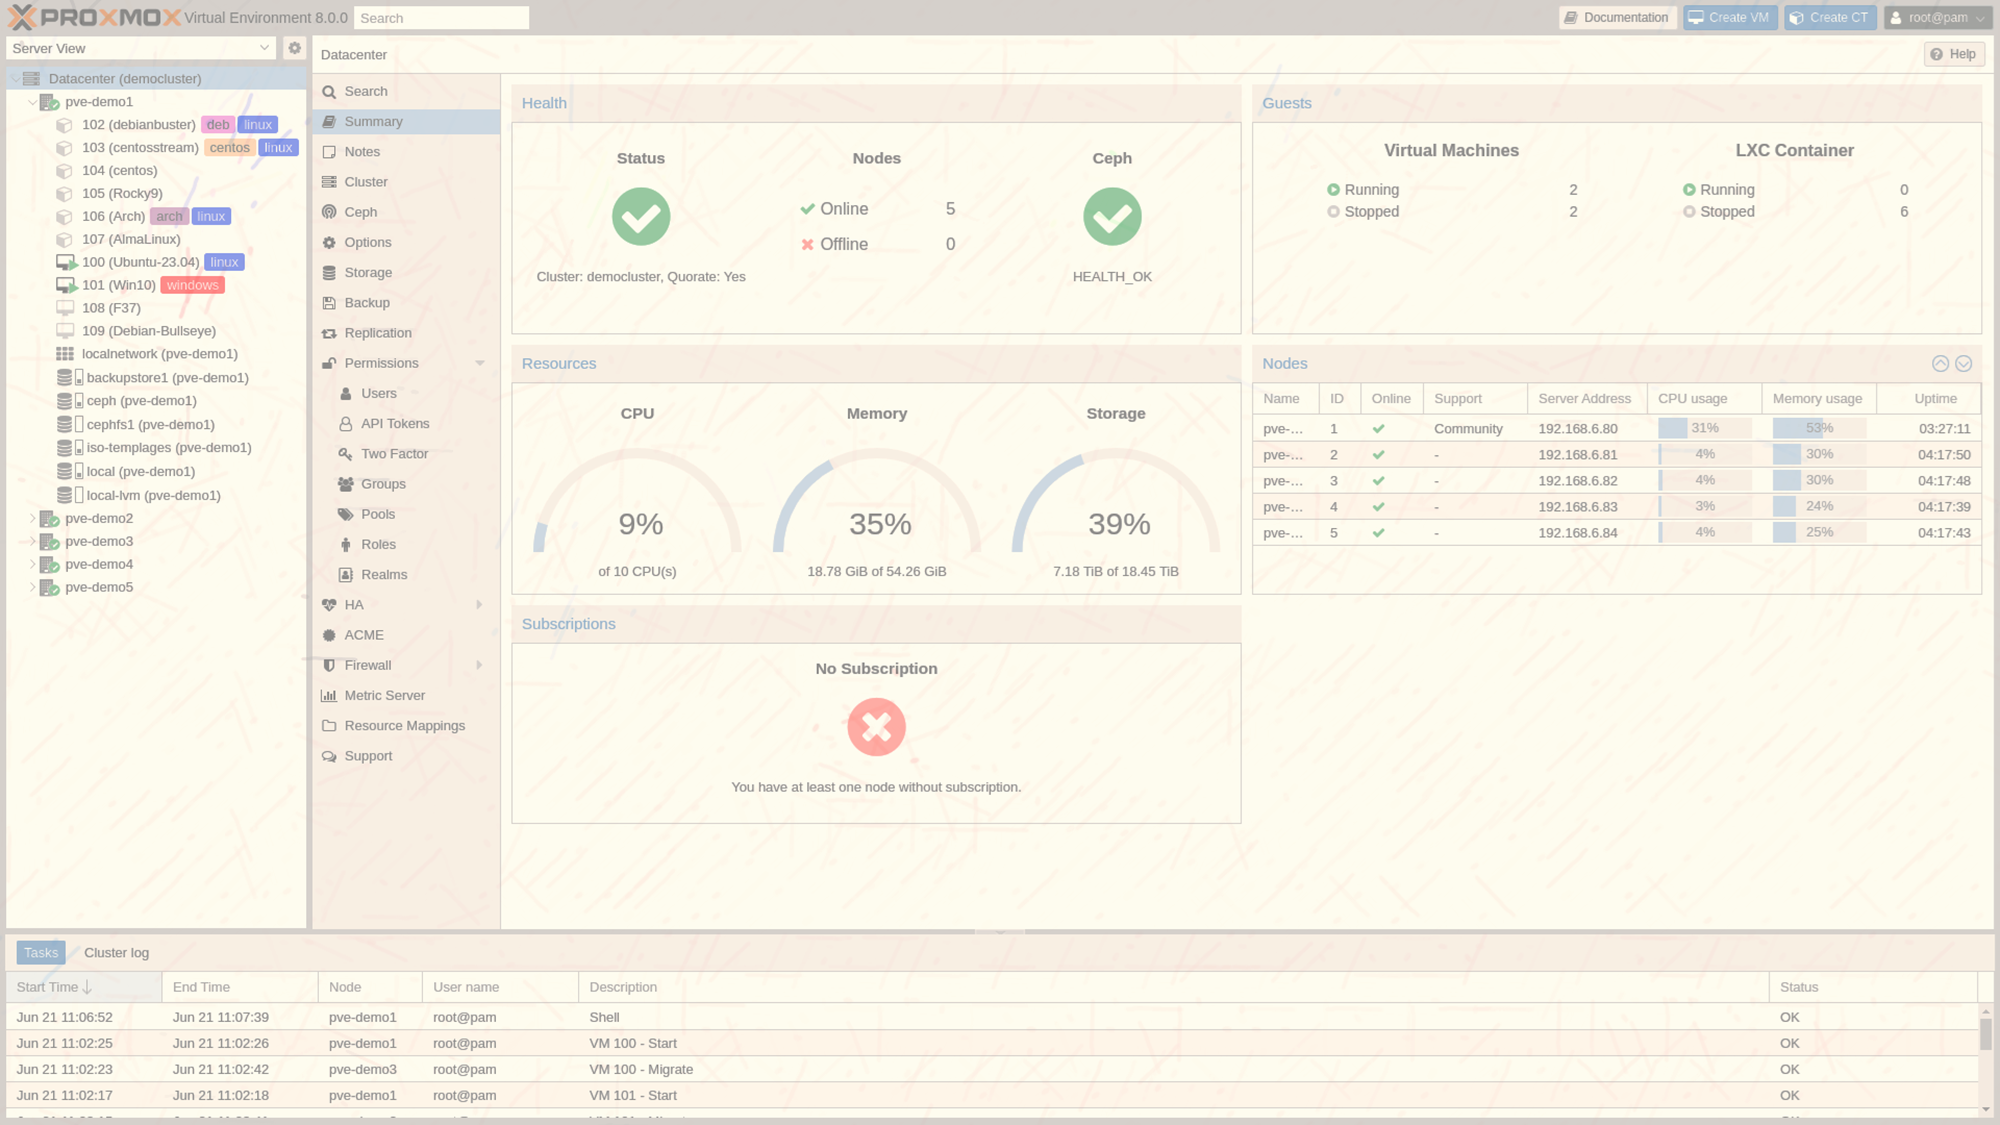 PROXMOX Virtual Environment 8.0.0 Search Documentation Create VM Create CT root@pam
Server View
Datacenter Help
Datacenter (democluster)
pve-demo1
102 (debianbuster) deb linux
103 (centosstream) centos linux
104 (centos)
105 (Rocky9)
106 (Arch) arch linux
107 (AlmaLinux)
100 (Ubuntu-23.04) linux
101 (Win10) windows
108 (F37)
109 (Debian-Bullseye)
localnetwork (pve-demo1)
backupstore1 (pve-demo1)
ceph (pve-demo1)
cephfs1 (pve-demo1)
iso-templages (pve-demo1)
local (pve-demo1)
local-lvm (pve-demo1)
pve-demo2
pve-demo3
pve-demo4
pve-demo5
Search
Summary
Notes
Cluster
Ceph
Options
Storage
Backup
Replication
Permissions
Users
API Tokens
Two Factor
Groups
Pools
Roles
Realms
HA
ACME
Firewall
Metric Server
Resource Mappings
Support
Health
Status Nodes Ceph
Online 5
Offline 0
Cluster: democluster, Quorate: Yes HEALTH_OK
Guests
Virtual Machines LXC Container
Running 2 Running 0
Stopped 2 Stopped 6
Resources
CPU Memory Storage
9% 35% 39%
of 10 CPU(s) 18.78 GiB of 54.26 GiB 7.18 TiB of 18.45 TiB
Nodes
Name ID Online Support Server Address CPU usage Memory usage Uptime
pve-... 1 Community 192.168.6.80 31% 53% 03:27:11
pve-... 2 - 192.168.6.81 4% 30% 04:17:50
pve-... 3 - 192.168.6.82 4% 30% 04:17:48
pve-... 4 - 192.168.6.83 3% 24% 04:17:39
pve-... 5 - 192.168.6.84 4% 25% 04:17:43
Subscriptions
No Subscription
You have at least one node without subscription.
Tasks Cluster log
Start Time End Time Node User name Description Status
Jun 21 11:06:52 Jun 21 11:07:39 pve-demo1 root@pam Shell OK
Jun 21 11:02:25 Jun 21 11:02:26 pve-demo1 root@pam VM 100 - Start OK
Jun 21 11:02:23 Jun 21 11:02:42 pve-demo3 root@pam VM 100 - Migrate OK
Jun 21 11:02:17 Jun 21 11:02:18 pve-demo1 root@pam VM 101 - Start OK